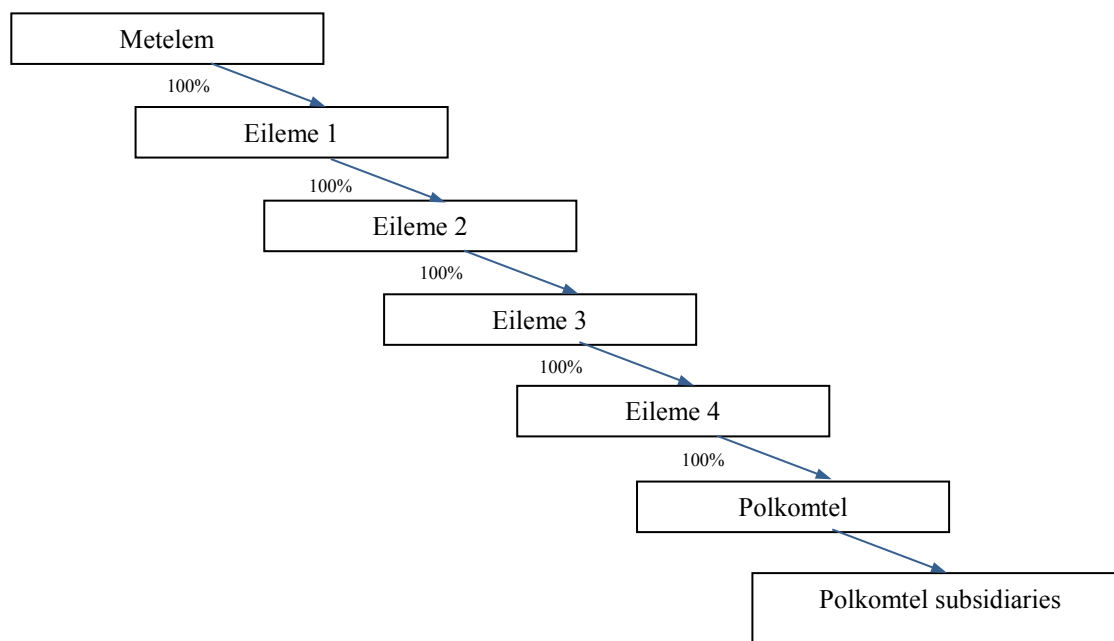 Metelem
100%
Eileme 1
100%
Eileme 2
100%
Eileme 3
100%
Eileme 4
100%
Polkomtel
Polkomtel subsidiaries